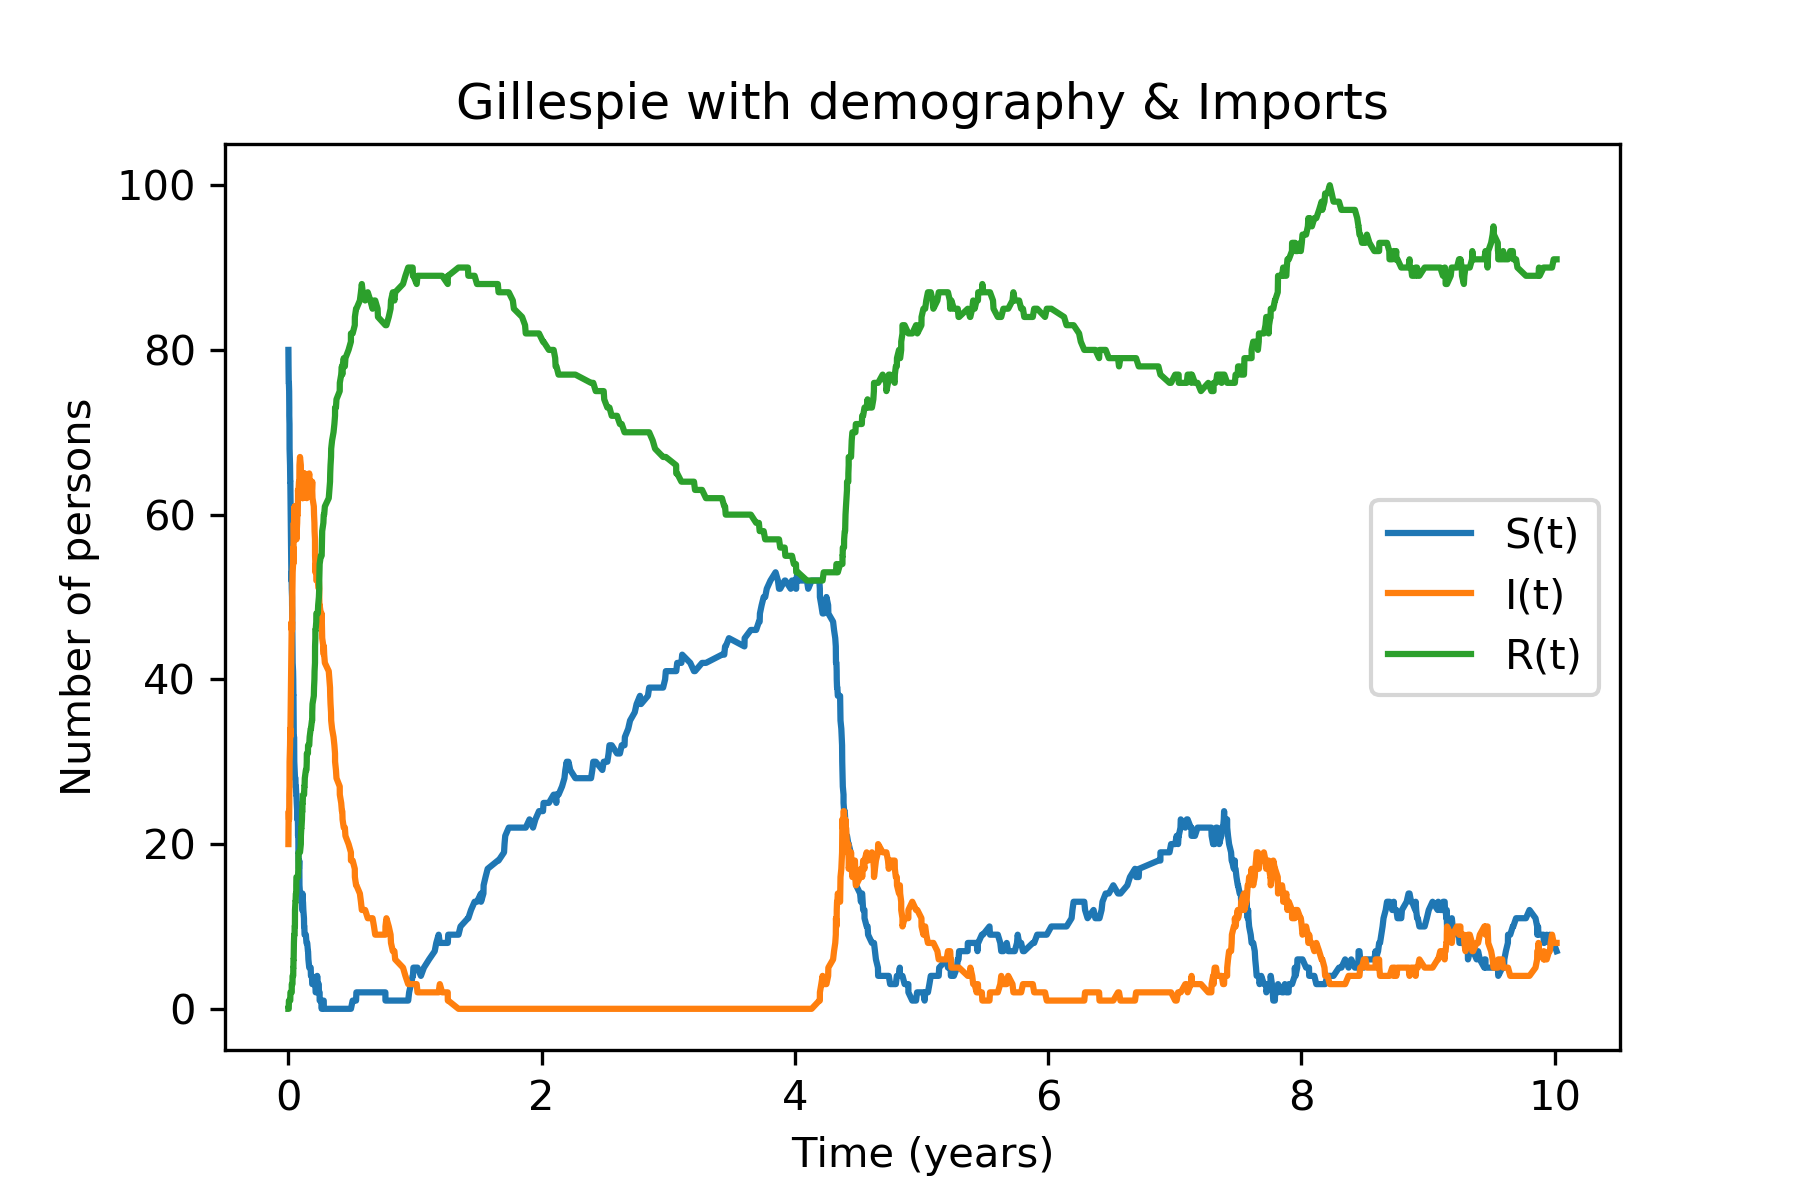 Gillespie with demography & Imports
100
80
60
40
20
0
Number of persons
S(t)
I(t)
R(t)
0 2 4 6 8 10
Time (years)